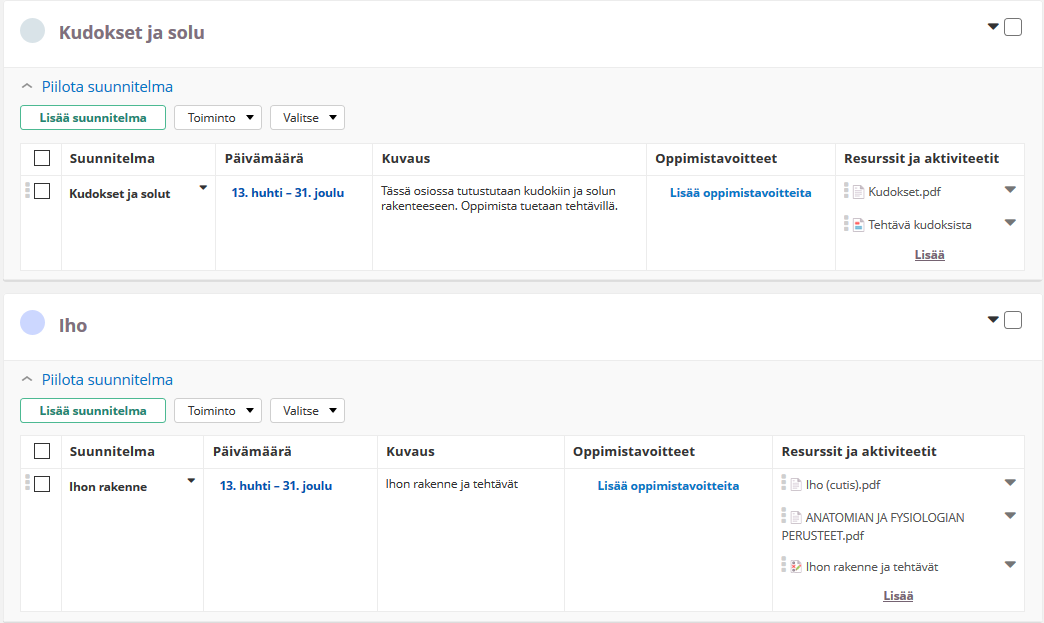 Kudokset ja solu
Piilota suunnitelma
Lisää suunnitelma
Toiminto
Valitse
Suunnitelma
Päivämäärä
Kuvaus
Oppimistavoitteet
Resurssit ja aktiviteetit
Kudokset ja solut
13. huhti – 31. joulu
Tässä osiossa tutustutaan kudokiin ja solun
rakenteeseen. Oppimista tuetaan tehtävillä.
Lisää oppimistavoitteita
Kudokset.pdf
Tehtävä kudoksista
Lisää
Iho
Piilota suunnitelma
Lisää suunnitelma
Toiminto
Valitse
Suunnitelma
Päivämäärä
Kuvaus
Oppimistavoitteet
Resurssit ja aktiviteetit
Ihon rakenne
13. huhti – 31. joulu
Ihon rakenne ja tehtävät
Lisää oppimistavoitteita
Iho (cutis).pdf
ANATOMIAN JA FYSIOLOGIAN
PERUSTEET.pdf
Ihon rakenne ja tehtävät
Lisää